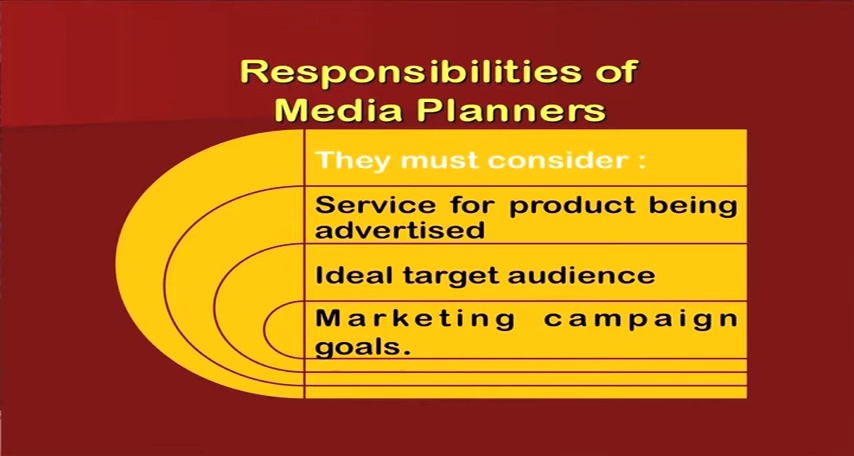 Responsibilities of
Media Planners
They must consider :
Service for product being
advertised
Ideal target audience
Marketing campaign
goals.